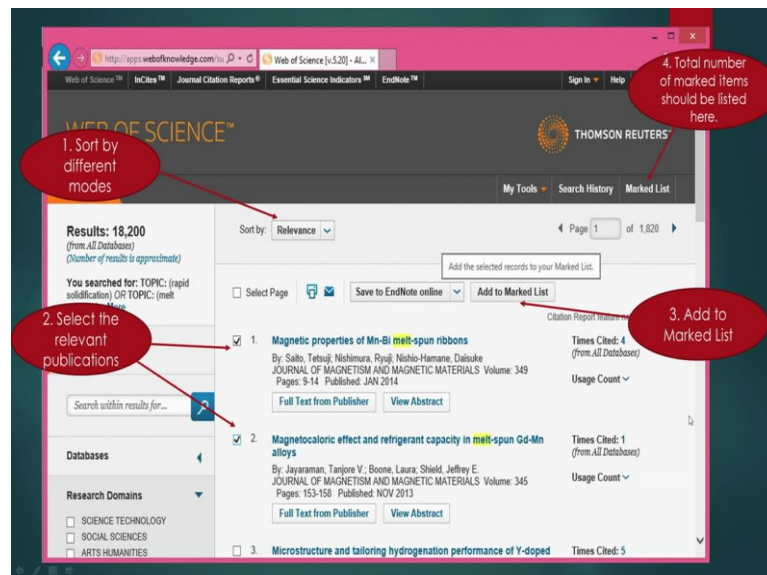 http://apps.webofknowledge.com/su
Web of Science [v.5.20] - Al...
Web of Science™ InCites™ Journal Citation Reports® Essential Science Indicators SM EndNote™ Sign In Help
WEB OF SCIENCE™
THOMSON REUTERS
4. Total number
of marked items
should be listed
here.
1. Sort by
different
modes
My Tools Search History Marked List
Results: 18,200
(from All Databases)
(Number of results is approximate)
Sort by: Relevance
Page 1 of 1,820
You searched for: TOPIC: (rapid
solidification) OR TOPIC: (melt
More
Add the selected records to your Marked List.
Select Page Save to EndNote online Add to Marked List
Citation Report feature
2. Select the
relevant
publications
3. Add to
Marked List
1. Magnetic properties of Mn-Bi melt-spun ribbons
By: Saito, Tetsuji; Nishimura, Ryuji; Nishio-Hamane, Daisuke
JOURNAL OF MAGNETISM AND MAGNETIC MATERIALS Volume: 349
Pages: 9-14 Published: JAN 2014
Full Text from Publisher View Abstract
Times Cited: 4
(from All Databases)
Usage Count
Search within results for...
2. Magnetocaloric effect and refrigerant capacity in melt-spun Gd-Mn
alloys
By: Jayaraman, Tanjore V.; Boone, Laura; Shield, Jeffrey E.
JOURNAL OF MAGNETISM AND MAGNETIC MATERIALS Volume: 345
Pages: 153-158 Published: NOV 2013
Full Text from Publisher View Abstract
Times Cited: 1
(from All Databases)
Usage Count
Databases
Research Domains
SCIENCE TECHNOLOGY
SOCIAL SCIENCES
ARTS HUMANITIES
3. Microstructure and tailoring hydrogenation performance of Y-doped
Times Cited: 5